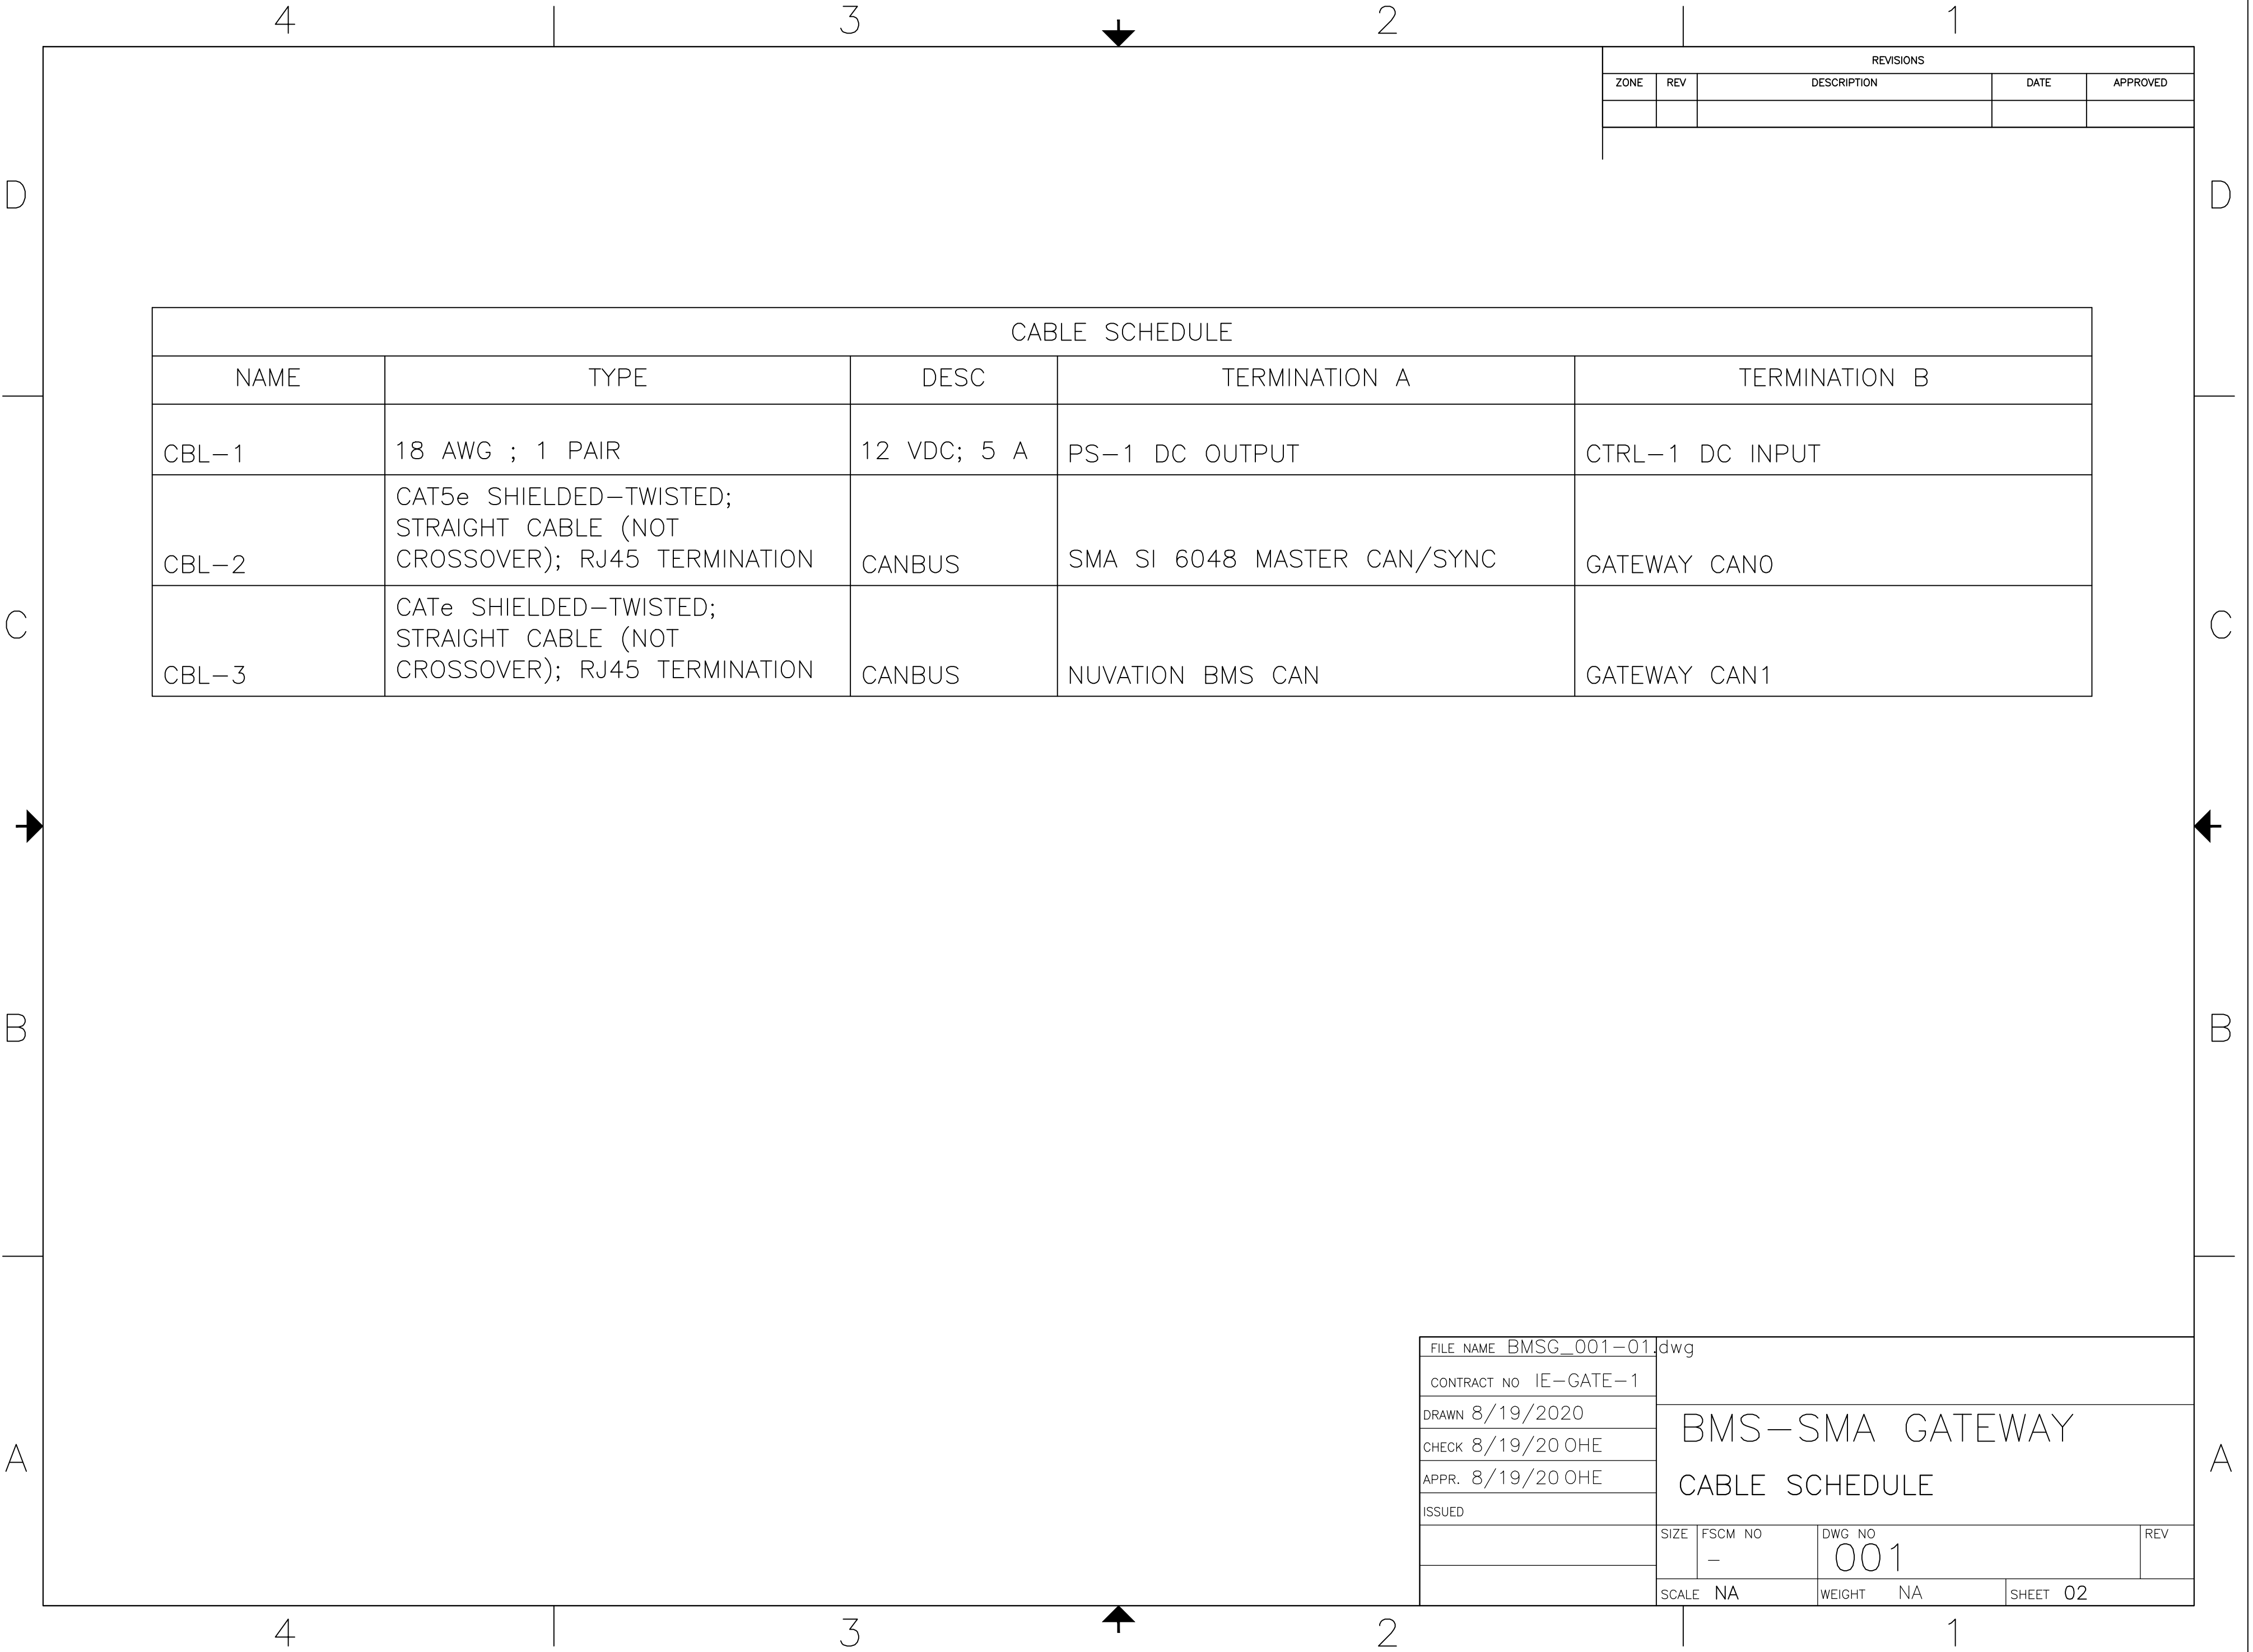 4 3 2 1
REVISIONS
ZONE REV DESCRIPTION DATE APPROVED
D D
CABLE SCHEDULE
NAME TYPE DESC TERMINATION A TERMINATION B
CBL-1 18 AWG ; 1 PAIR 12 VDC; 5 A PS-1 DC OUTPUT CTRL-1 DC INPUT
CAT5e SHIELDED-TWISTED;
STRAIGHT CABLE (NOT
CBL-2 CROSSOVER); RJ45 TERMINATION CANBUS SMA SI 6048 MASTER CAN/SYNC GATEWAY CAN0
CATe SHIELDED-TWISTED;
C STRAIGHT CABLE (NOT C
CBL-3 CROSSOVER); RJ45 TERMINATION CANBUS NUVATION BMS CAN GATEWAY CAN1
B B
FILE NAME BMSG_001-01.dwg
CONTRACT NO IE-GATE-1
DRAWN 8/19/2020
CHECK 8/19/20 OHE
APPR. 8/19/20 OHE
ISSUED
BMS-SMA GATEWAY
CABLE SCHEDULE
A A
SIZE FSCM NO DWG NO REV
- 001
SCALE NA WEIGHT NA SHEET 02
4 3 2 1